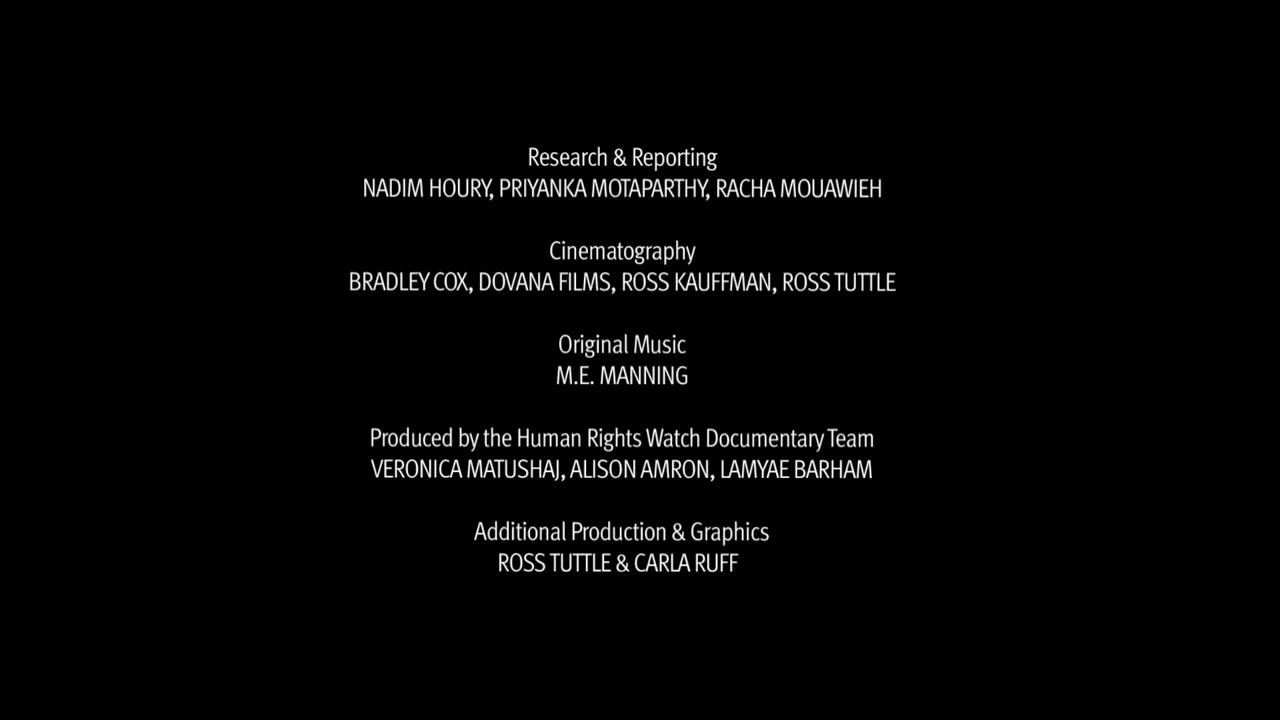 Research & Reporting
NADIM HOURY, PRIYANKA MOTAPARTHY, RACHA MOUAWIEH
Cinematography
BRADLEY COX, DOVANA FILMS, ROSS KAUFFMAN, ROSS TUTTLE
Original Music
M.E. MANNING
Produced by the Human Rights Watch Documentary Team
VERONICA MATUSHAJ, ALISON AMRON, LAMYAE BARHAM
Additional Production & Graphics
ROSS TUTTLE & CARLA RUFF